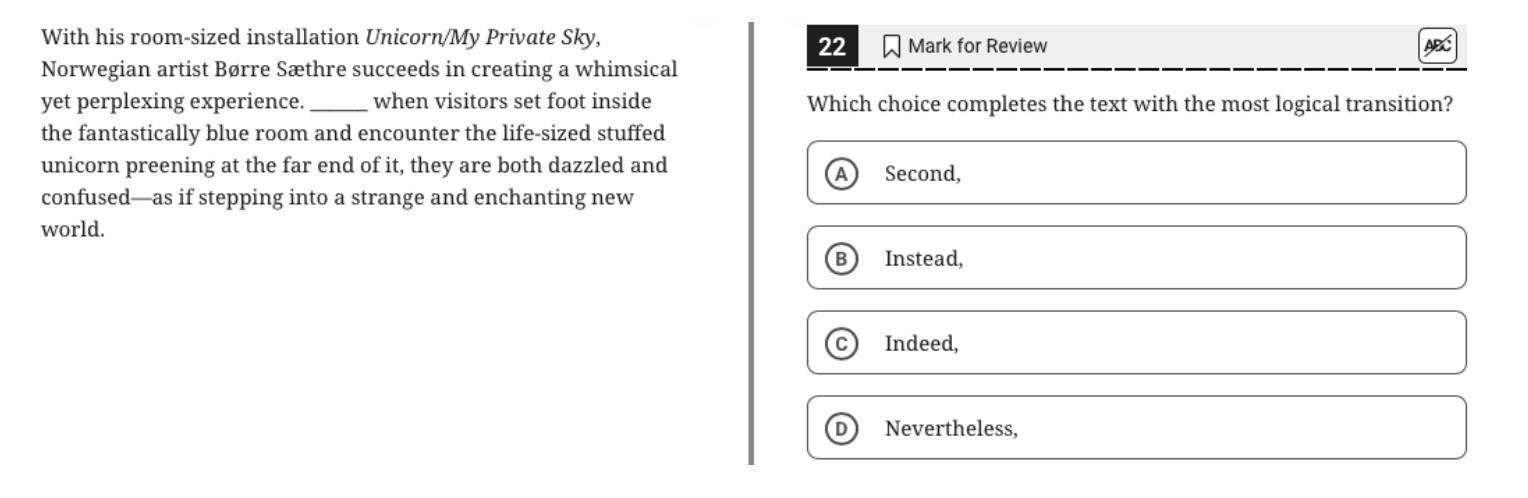 With his room-sized installation Unicorn/My Private Sky,
Norwegian artist Børre Sæthre succeeds in creating a whimsical
yet perplexing experience. ______ when visitors set foot inside
the fantastically blue room and encounter the life-sized stuffed
unicorn preening at the far end of it, they are both dazzled and
confused—as if stepping into a strange and enchanting new
world.
22 Mark for Review ABC
Which choice completes the text with the most logical transition?
A Second,
B Instead,
C Indeed,
D Nevertheless,